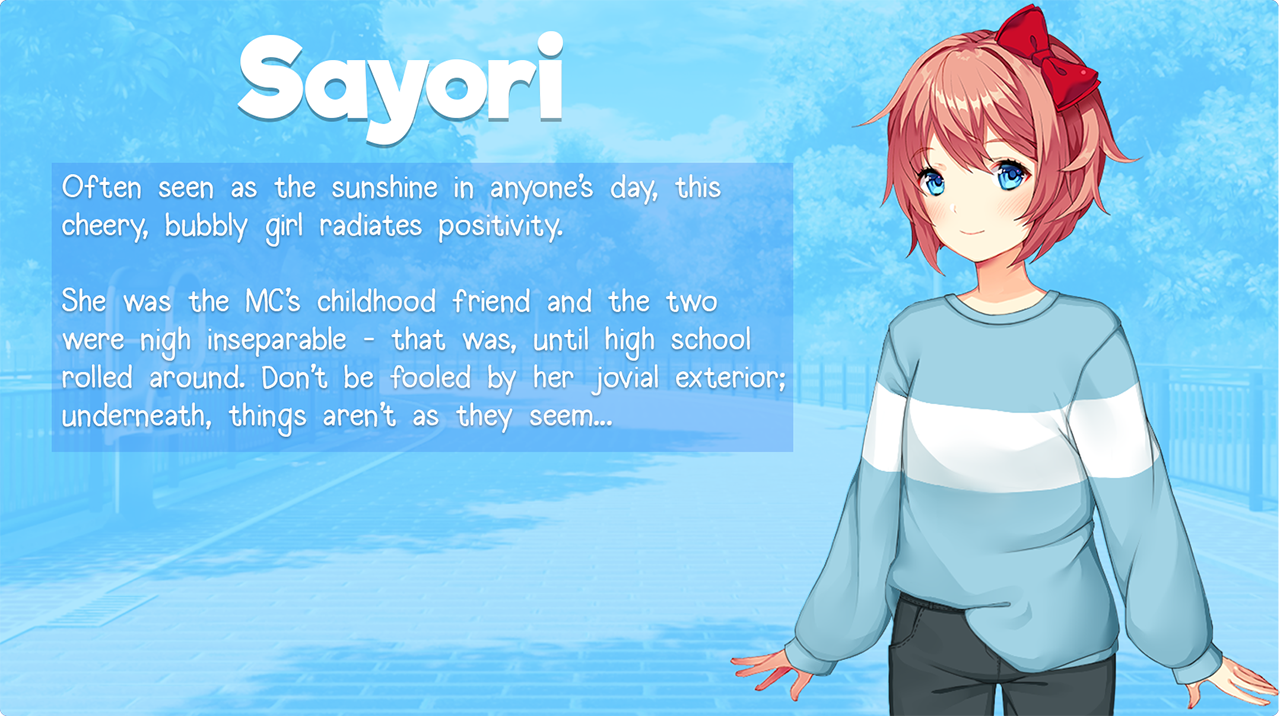 Sayori
Often seen as the sunshine in anyone's day, this
cheery, bubbly girl radiates positivity.
She was the MC's childhood friend and the two
were nigh inseparable - that was, until high school
rolled around. Don't be fooled by her jovial exterior;
underneath, things aren't as they seem...